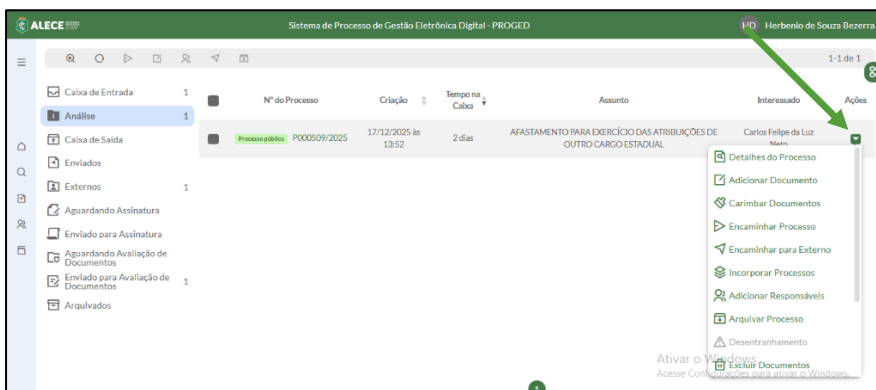 ALECE
Sistema de Processo de Gestão Eletrônica Digital - PROGED
HD Herbenio de Souza Bezerra
1-1 de 1
Caixa de Entrada 1
Análise 1
Caixa de Saída
Enviados
Externos 1
Aguardando Assinatura
Enviado para Assinatura
Aguardando Avaliação de
Documentos
Enviado para Avaliação de
Documentos 1
Arquivados
Nº do Processo Criação Tempo na Caixa Assunto Interessado Ações
Processo público P000509/2025 17/12/2025 às 13:52 2 dias AFASTAMENTO PARA EXERCÍCIO DAS ATRIBUIÇÕES DE OUTRO CARGO ESTADUAL Carlos Felipe da Luz Neto
Detalhes do Processo
Adicionar Documento
Carimbar Documentos
Encaminhar Processo
Encaminhar para Externo
Incorporar Processos
Adicionar Responsáveis
Arquivar Processo
Desentranhamento
Excluir Documentos
Ativar o Windows
Acesse Configurações para ativar o Windows.
1